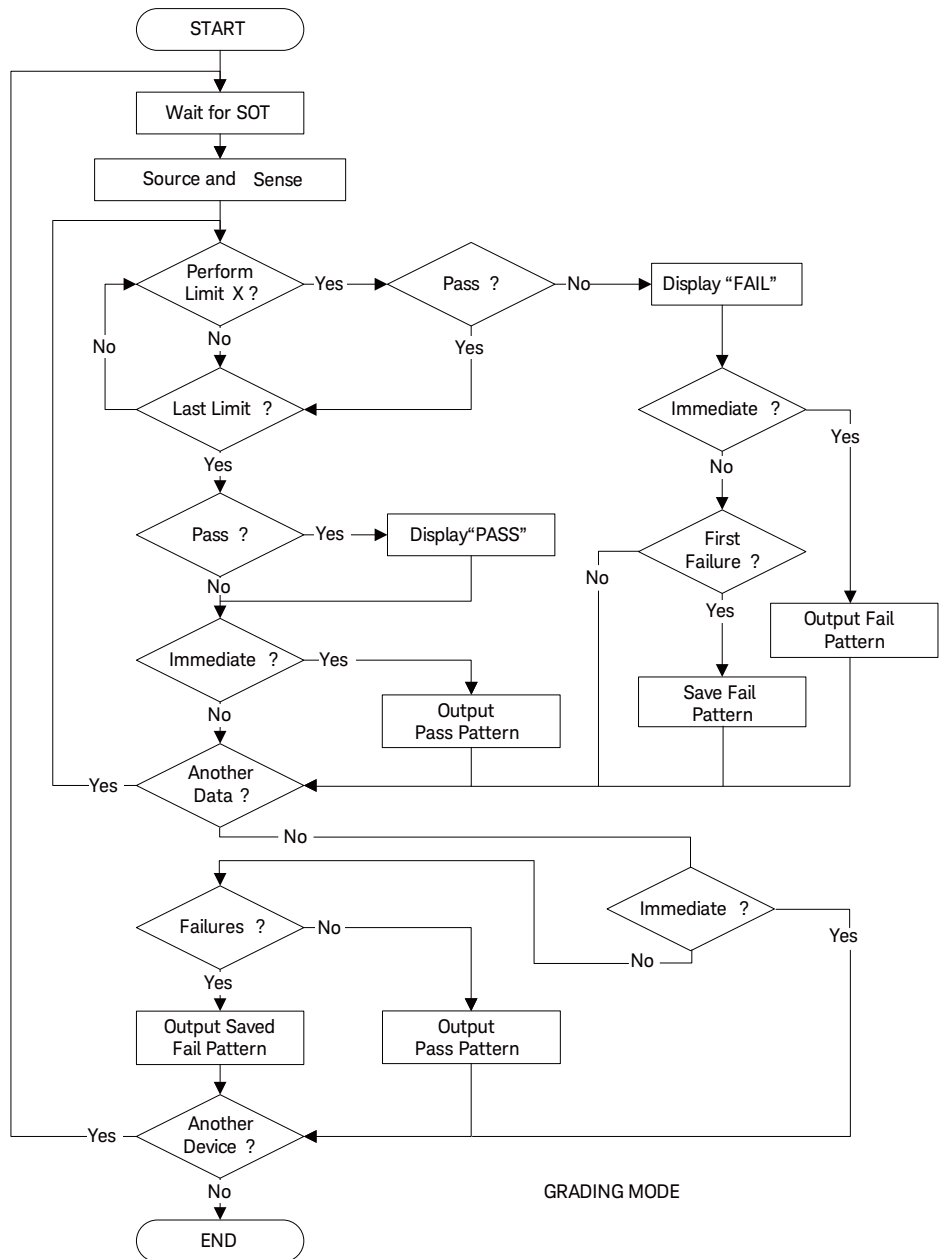 START
Wait for SOT
Source and Sense
Perform
Limit X ?
Yes
Pass ?
No
Display “FAIL”
No
No
Yes
Last Limit ?
Immediate ?
Yes
Yes
No
Pass ?
Yes
Display“PASS”
First
Failure ?
No
No
Yes
Output Fail
Pattern
Immediate ?
Yes
Save Fail
Pattern
No
Output
Pass Pattern
Another
Data ?
Yes
No
Immediate ?
Failures ?
No
Yes
No
Yes
Output Saved
Fail Pattern
Output
Pass Pattern
Another
Device ?
Yes
No
GRADING MODE
END